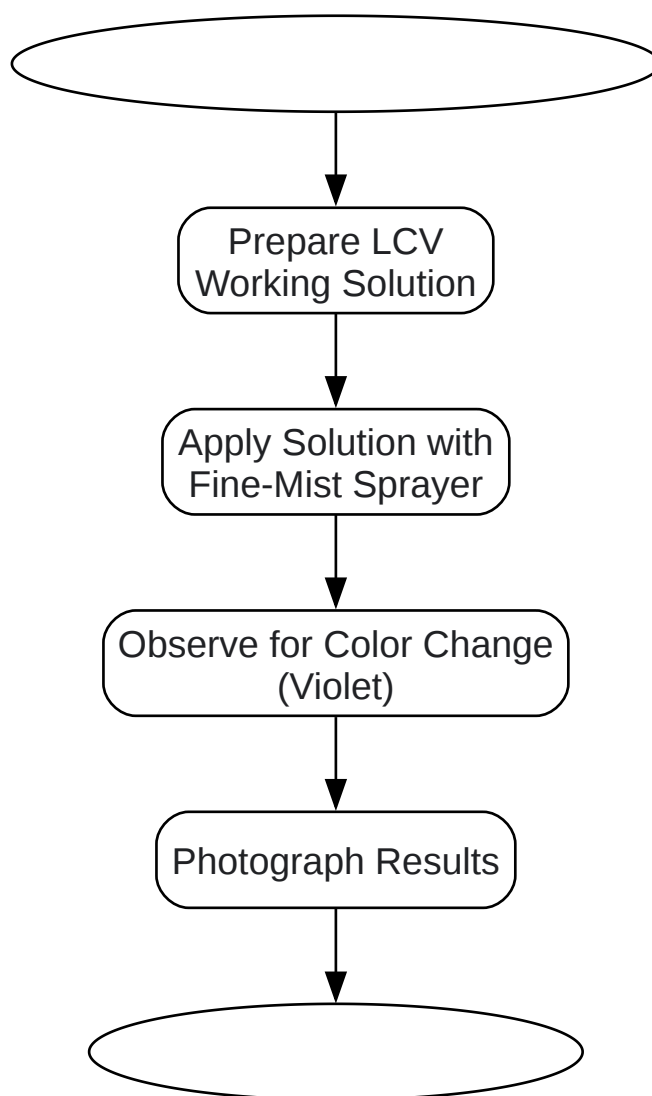 Prepare LCV
Working Solution
Apply Solution with
Fine-Mist Sprayer
Observe for Color Change
(Violet)
Photograph Results